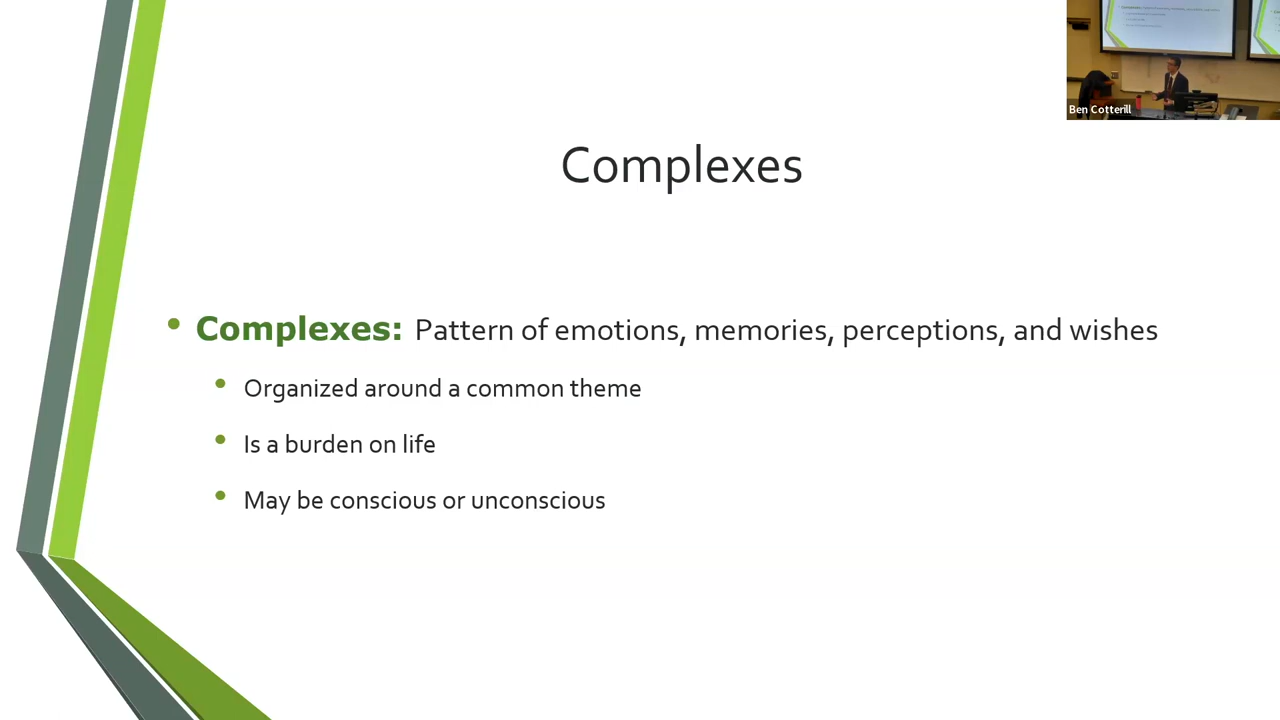 Ben Cotterill
Complexes
Complexes: Pattern of emotions, memories, perceptions, and wishes
Organized around a common theme
Is a burden on life
May be conscious or unconscious